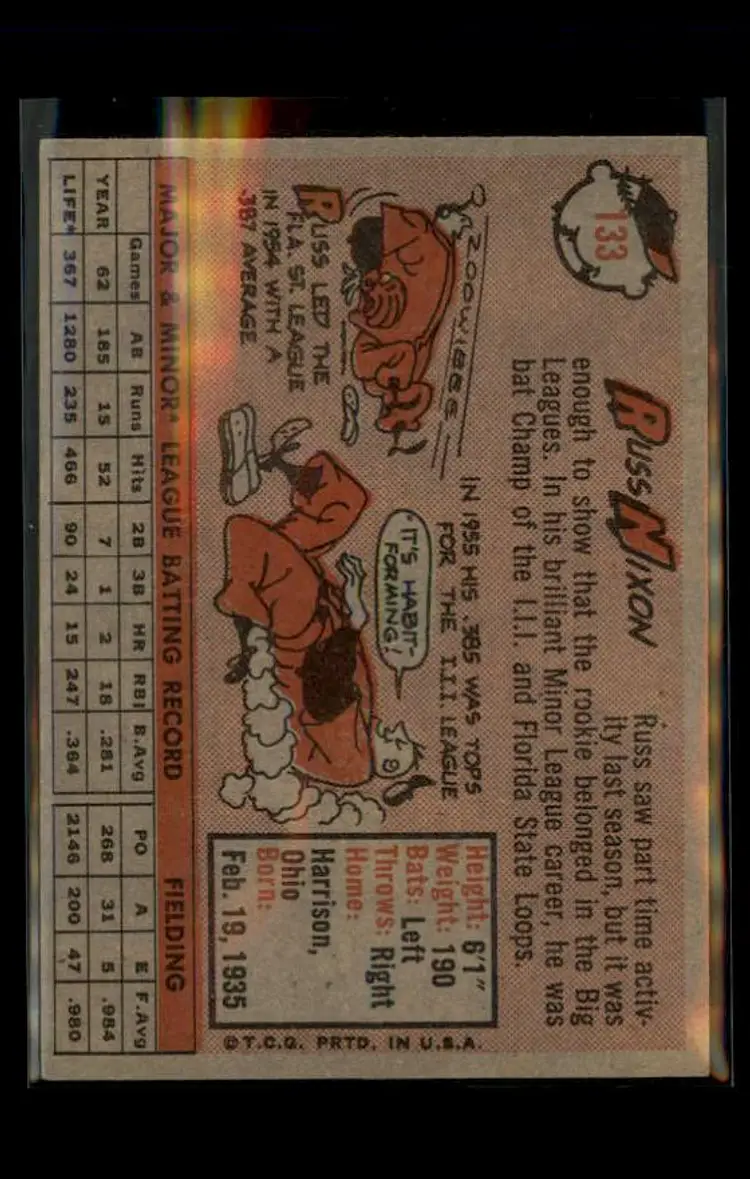 133
RUSS NIXON
Russ saw part time activ-
ity last season, but it was
enough to show that the rookie belonged in the Big
Leagues. In his brilliant Minor League career, he was
bat Champ of the I.I.I. and Florida State Loops.
ZOOWIEEE
RUSS LED THE
FLA. ST. LEAGUE
IN 1954 WITH A
.387 AVERAGE
IN 1955 HIS .385 WAS TOPS
FOR THE I.I.I. LEAGUE
"IT'S HABIT-
FORMING!
Height: 6'1"
Weight: 190
Bats: Left
Throws: Right
Home:
Harrison,
Ohio
Born:
Feb. 19, 1935
©T.C.G. PRTD. IN U.S.A.
MAJOR & MINOR* LEAGUE BATTING RECORD FIELDING
Games AB Runs Hits 2B 3B HR RBI B.Avg PO A E F.Avg
YEAR 62 185 15 52 7 1 2 18 .281 268 31 5 .984
LIFE* 367 1280 235 466 90 24 15 247 .364 2146 200 47 .980